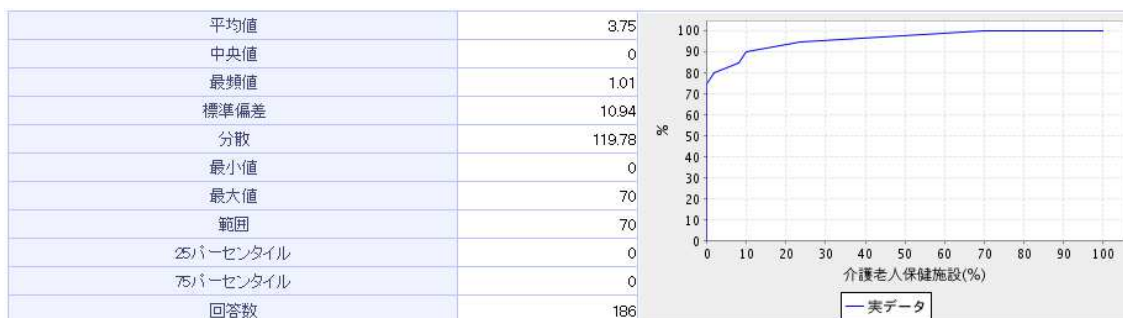 平均値 3.75
中央値 0
最頻値 1.01
標準偏差 10.94
分散 119.78
最小値 0
最大値 70
範囲 70
25パーセンタイル 0
75パーセンタイル 0
回答数 186
100
90
80
70
60
50
40
30
20
10
0
%
0 10 20 30 40 50 60 70 80 90 100
介護老人保健施設(%)
実データ